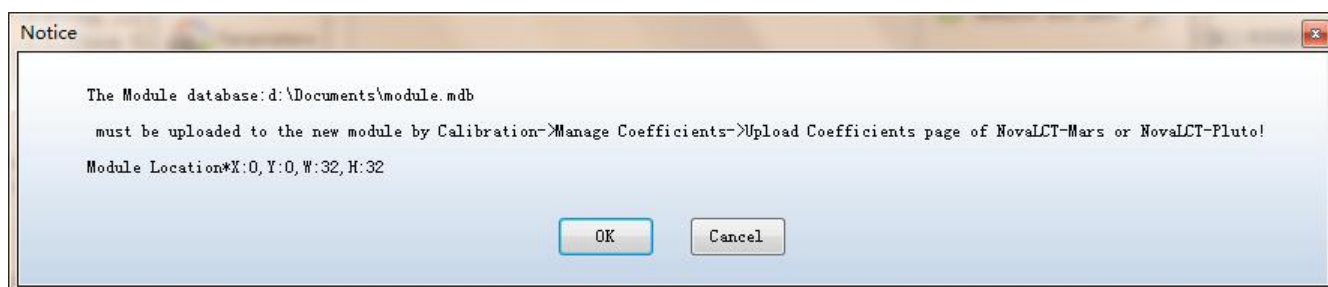 Notice
The Module database:d:\Documents\module.mdb
must be uploaded to the new module by Calibration->Manage Coefficients->Upload Coefficients page of NovaLCT-Mars or NovaLCT-Pluto!
Module Location*X:0,Y:0,W:32,H:32
OK
Cancel